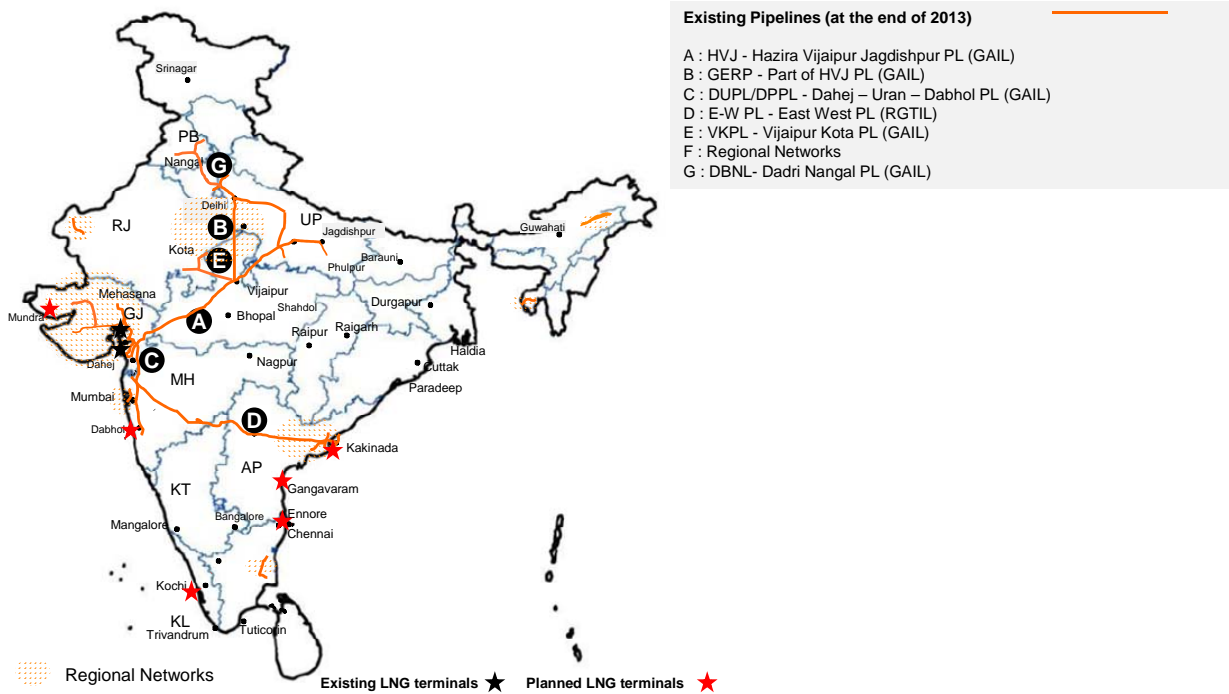 Existing Pipelines (at the end of 2013)
A : HVJ - Hazira Vijaipur Jagdishpur PL (GAIL)
B : GERP - Part of HVJ PL (GAIL)
C : DUPL/DPPL - Dahej – Uran – Dabhol PL (GAIL)
D : E-W PL - East West PL (RGTIL)
E : VKPL - Vijaipur Kota PL (GAIL)
F : Regional Networks
G : DBNL- Dadri Nangal PL (GAIL)
Srinagar
PB
Nangal
G
Delhi
RJ
B
UP
Jagdishpur
Guwahati
Kota
E
Phulpur
Barauni
Vijaipur
Mehasana
Shahdol
Durgapur
Mundra
GJ
A
Bhopal
Raipur
Raigarh
Haldia
Dahej
C
Nagpur
Cuttak
MH
Paradeep
Mumbai
D
Dabhol
Kakinada
AP
KT
Gangavaram
Ennore
Mangalore
Bangalore
Chennai
Kochi
KL
Trivandrum
Tuticorin
Regional Networks
Existing LNG terminals
Planned LNG terminals